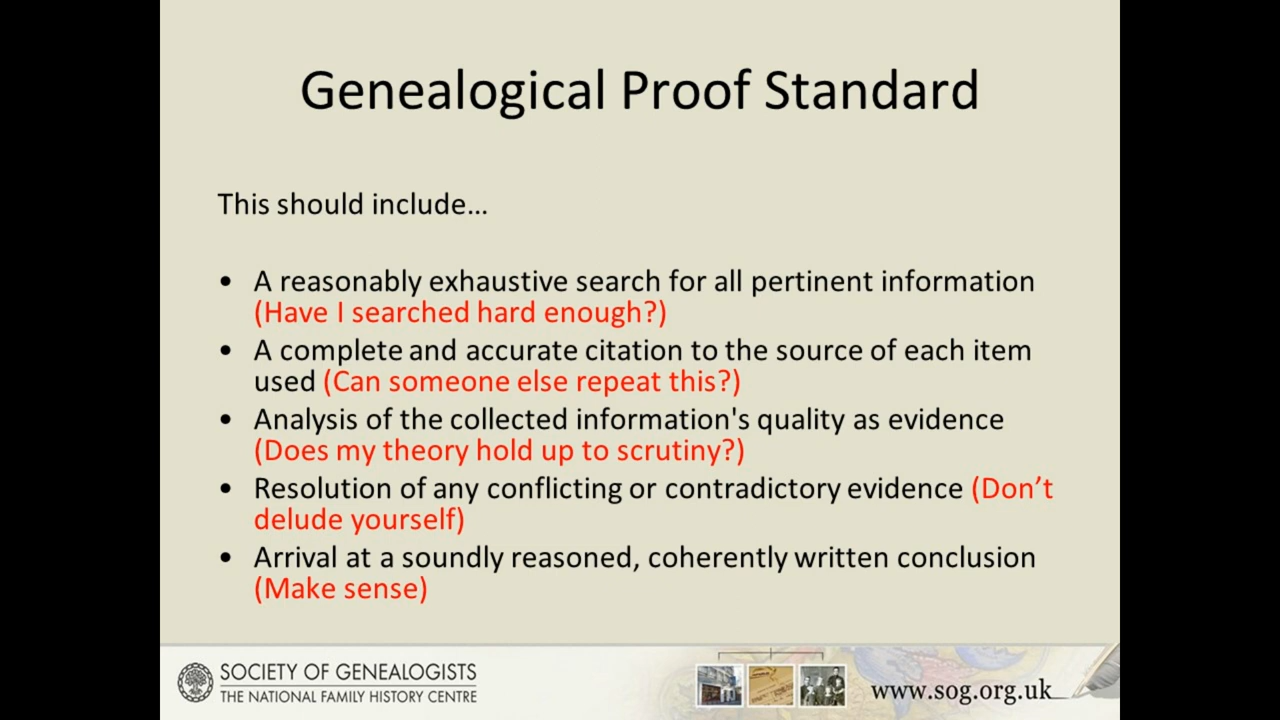 Genealogical Proof Standard
This should include…
• A reasonably exhaustive search for all pertinent information
(Have I searched hard enough?)
• A complete and accurate citation to the source of each item
used (Can someone else repeat this?)
• Analysis of the collected information's quality as evidence
(Does my theory hold up to scrutiny?)
• Resolution of any conflicting or contradictory evidence (Don’t
delude yourself)
• Arrival at a soundly reasoned, coherently written conclusion
(Make sense)
SOCIETY OF GENEALOGISTS
THE NATIONAL FAMILY HISTORY CENTRE
www.sog.org.uk